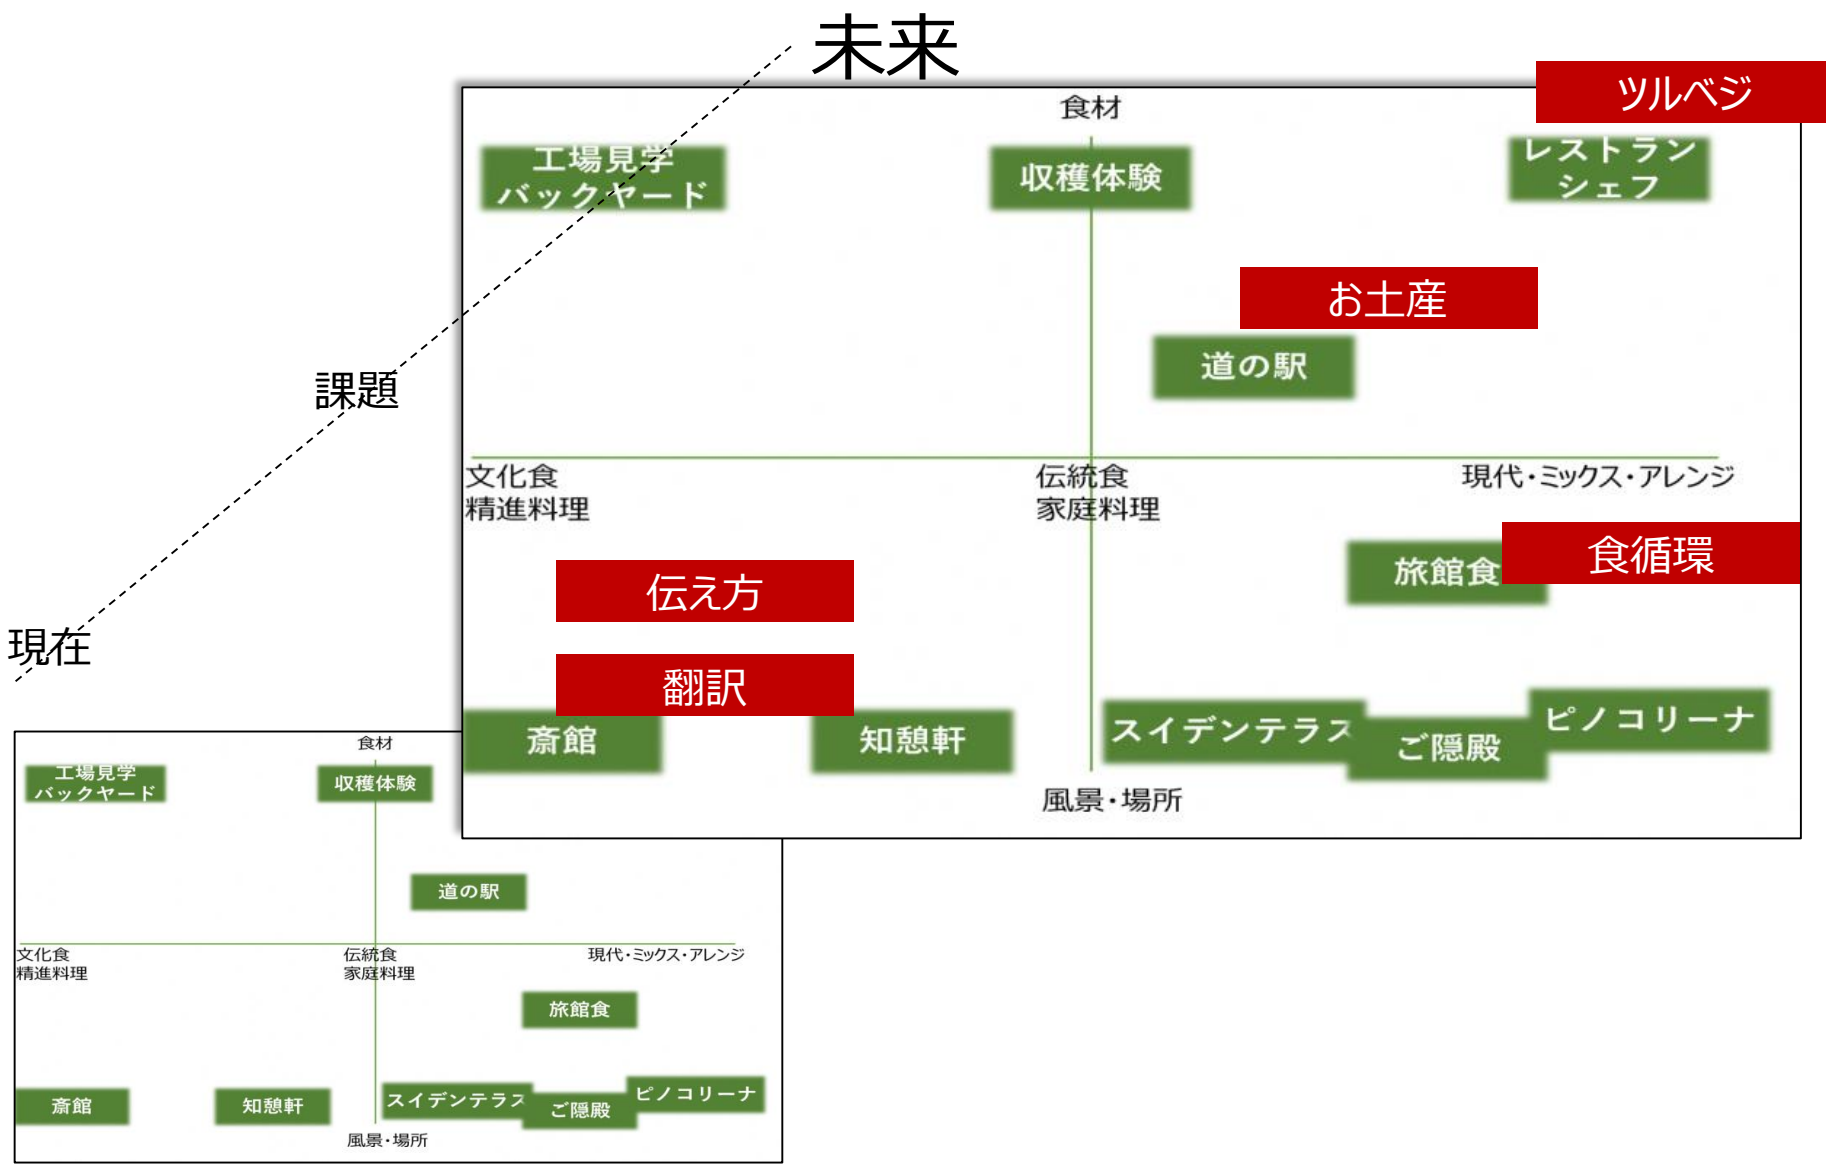 未来
ツルベジ
食材
工場見学
バックヤード
収穫体験
レストラン
シェフ
お土産
道の駅
課題
文化食
精進料理
伝統食
家庭料理
現代・ミックス・アレンジ
旅館食
食循環
伝え方
翻訳
現在
斎館
知憩軒
スイデンテラス
ご隠殿
ピノコリーナ
風景・場所
食材
工場見学
バックヤード
収穫体験
道の駅
文化食
精進料理
伝統食
家庭料理
現代・ミックス・アレンジ
旅館食
斎館
知憩軒
スイデンテラス
ご隠殿
ピノコリーナ
風景・場所